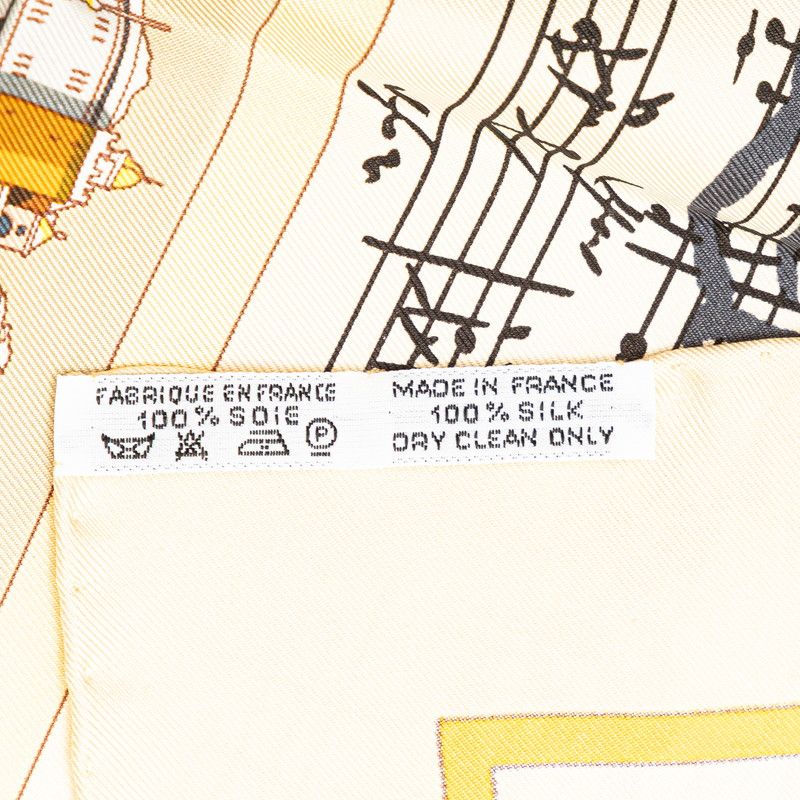 FABRIQUE EN FRANCE
100% SOIE
P
MADE IN FRANCE
100% SILK
DRY CLEAN ONLY